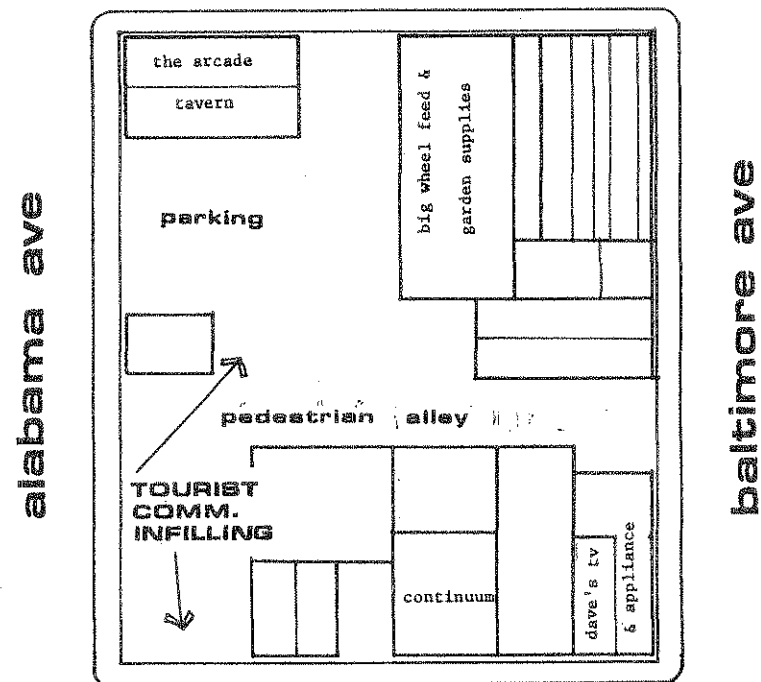 the arcade
tavern
big wheel feed &
garden supplies
alabama ave
parking
baltimore ave
pedestrian alley
TOURIST
COMM.
INFILLING
continuum
dave's tv
& appliance